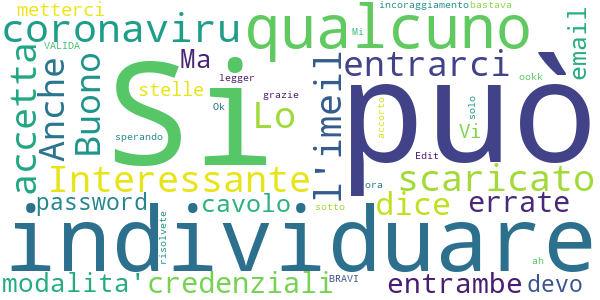 metterci
coronaviru
qualcuno
incoraggiamento
bastava
Mi
VALIDA
email
accetta
Anche
Buono
Si
Ma
legger
stelle
grazie
Ok
Lo
sperando
l'imeil
entrarci
può
ookk
solo
accorto
Vi
Edit
Interessante
ora
scaricato
password
cavolo
sotto
dice
errate
risolvete
individuare
ah
modalita'
credenziali
BRAVI
entrambe
devo